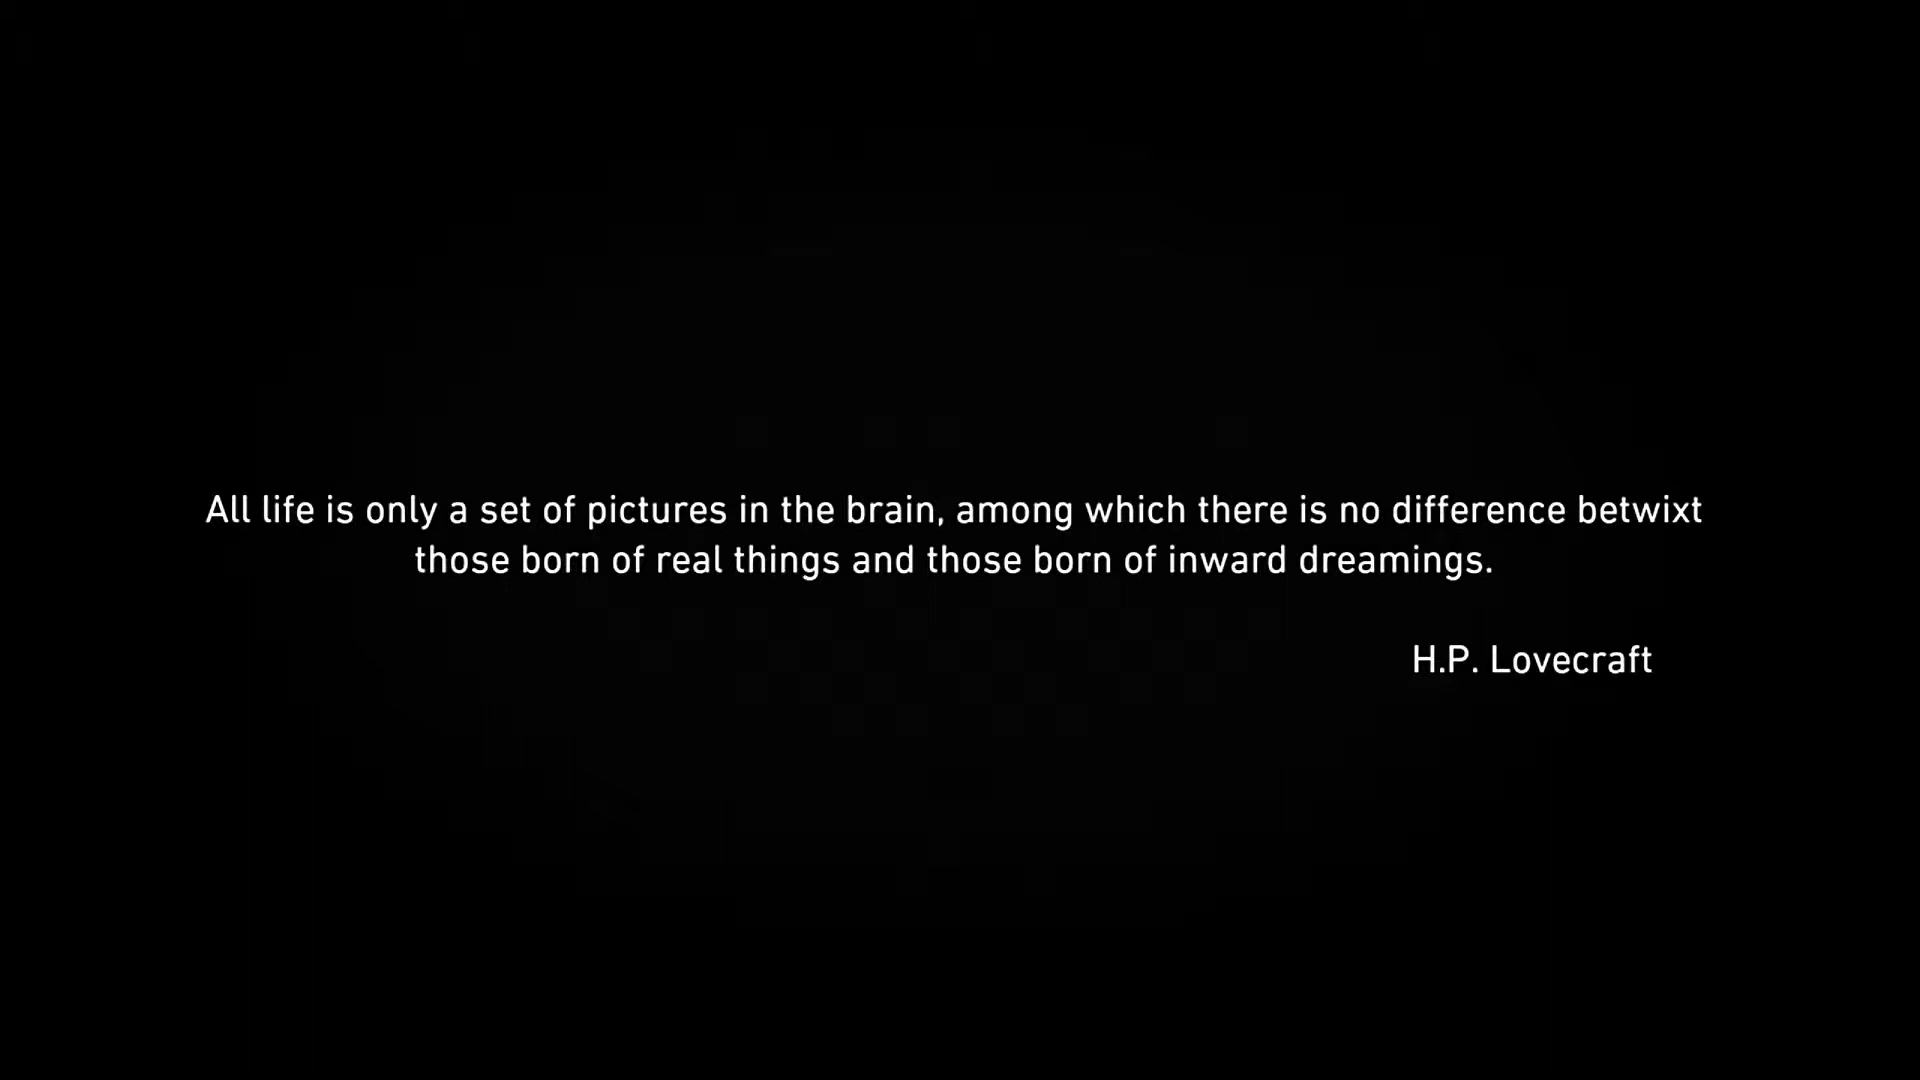 All life is only a set of pictures in the brain, among which there is no difference betwixt
those born of real things and those born of inward dreamings.
H.P. Lovecraft